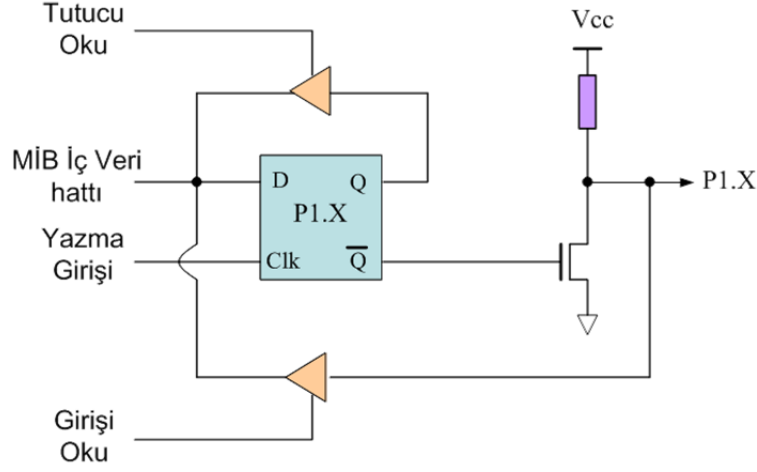 Tutucu
Oku
Vcc
MİB İç Veri
hattı
D
Q
P1.X
P1.X
Yazma
Girişi
Clk
Q
Girişi
Oku